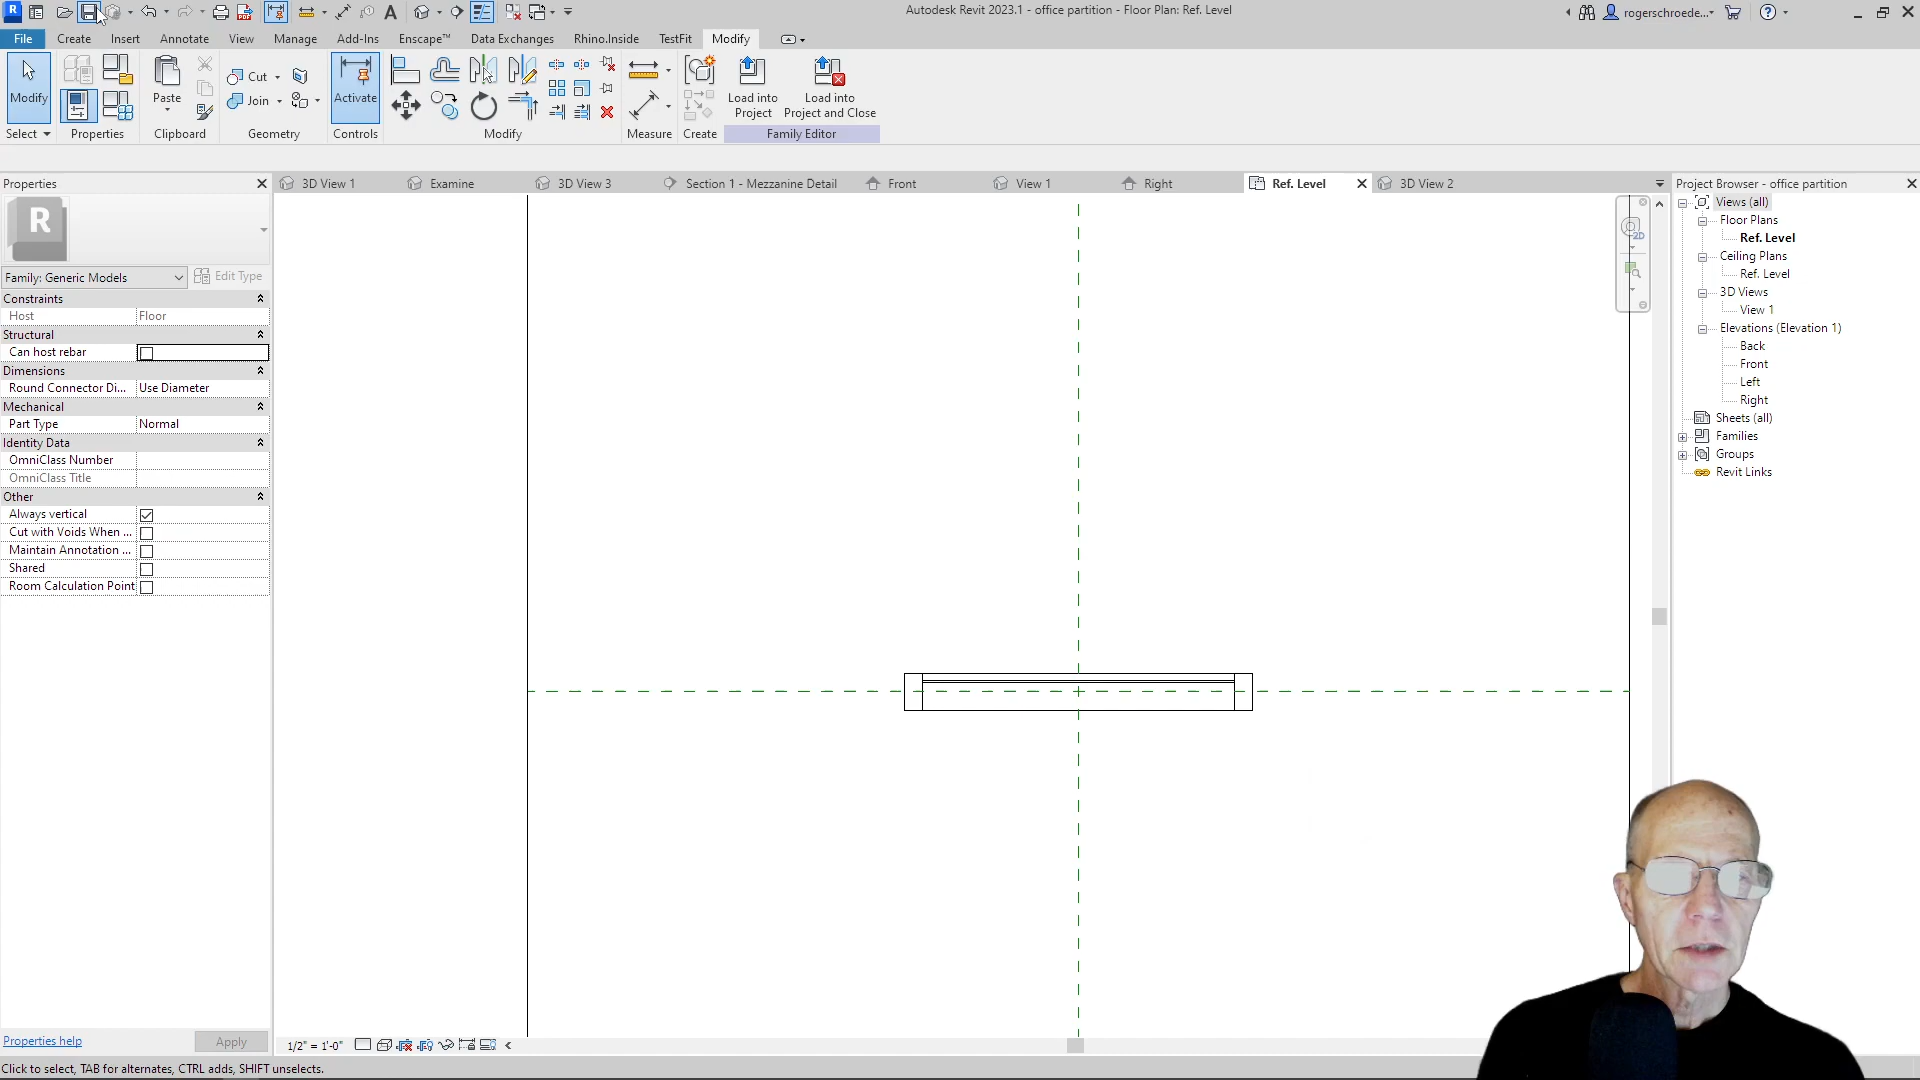 Autodesk Revit 2023.1 - office partition - Floor Plan: Ref. Level
rogerschroede...
File Create Insert Annotate View Manage Add-Ins Enscape™ Data Exchanges Rhino.Inside TestFit Modify
Modify
Paste
Cut
Join
Activate
Load into Project
Load into Project and Close
Select Properties Clipboard Geometry Controls Modify Measure Create Family Editor
Properties
3D View 1 Examine 3D View 3 Section 1 - Mezzanine Detail Front View 1 Right Ref. Level 3D View 2
Project Browser - office partition
R
Family: Generic Models
Edit Type
Constraints
Host Floor
Structural
Can host rebar
Dimensions
Round Connector Di... Use Diameter
Mechanical
Part Type Normal
Identity Data
OmniClass Number
OmniClass Title
Other
Always vertical
Cut with Voids When ...
Maintain Annotation ...
Shared
Room Calculation Point
Properties help
Apply
2D
Views (all)
Floor Plans
Ref. Level
Ceiling Plans
Ref. Level
3D Views
View 1
Elevations (Elevation 1)
Back
Front
Left
Right
Sheets (all)
Families
Groups
Revit Links
1/2" = 1'-0"
Click to select, TAB for alternates, CTRL adds, SHIFT unselects.